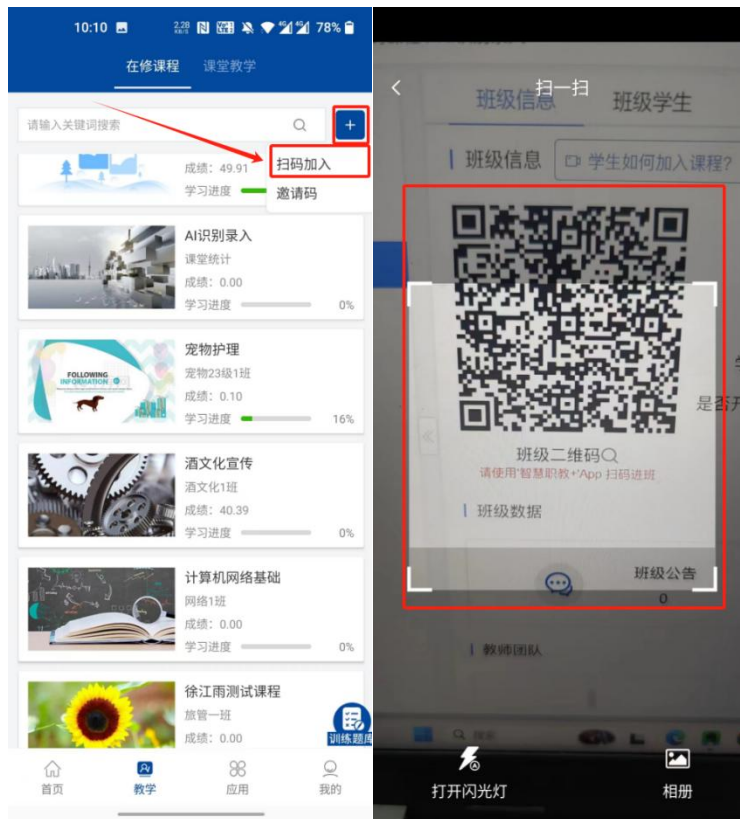 10:10
2.28
KB/S
4G
4G
78%
在修课程
课堂教学
请输入关键词搜索
+
扫码加入
邀请码
成绩：49.91
学习进度
AI识别录入
课堂统计
成绩：0.00
学习进度
0%
FOLLOWING
INFORMATION
宠物护理
宠物23级1班
成绩：0.10
学习进度
16%
酒文化宣传
酒文化1班
成绩：40.39
学习进度
0%
计算机网络基础
网络1班
成绩：0.00
学习进度
0%
徐江雨测试课程
旅管一班
成绩：0.00
训练题库
首页
教学
应用
我的
扫一扫
班级信息
班级学生
班级信息
学生如何加入课程?
是否开
班级二维码
请使用'智慧职教+'App 扫码进班
班级数据
班级公告
0
教师团队
打开闪光灯
相册